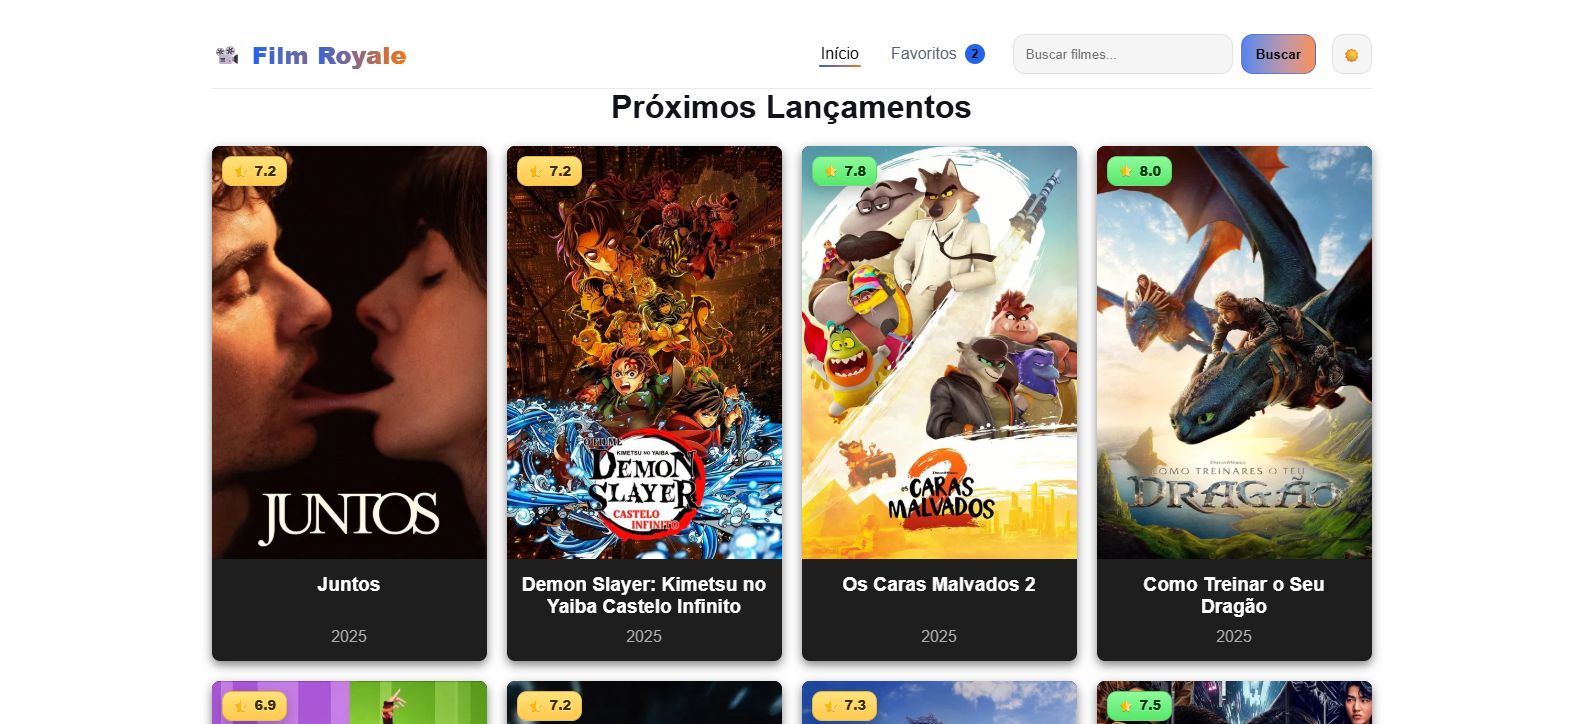 Film Royale
Início
Favoritos 2
Buscar filmes...
Buscar
Próximos Lançamentos
7.2
7.2
7.8
8.0
JUNTOS
O FILME
KIMETSU NO YAIBA
DEMON
SLAYER
CASTELO
INFINITO
OS CARAS
MALVADOS
2
DREAMWORKS
COMO TREINARES O TEU
DRAGÃO
Juntos
2025
Demon Slayer: Kimetsu no
Yaiba Castelo Infinito
2025
Os Caras Malvados 2
2025
Como Treinar o Seu
Dragão
2025
6.9
7.2
7.3
7.5